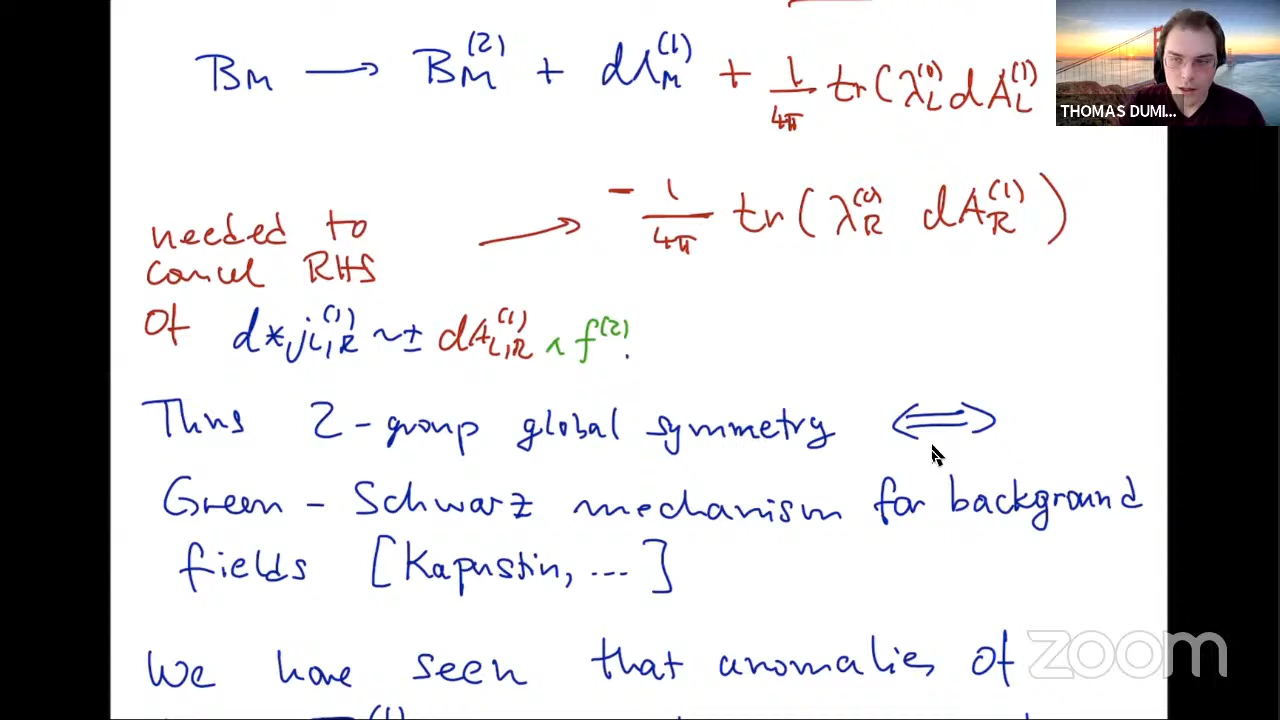 B_M ⟶ B_M^(2) + dΛ_M^(1) + 1/4π tr(λ_L^(0) dA_L^(1))
THOMAS DUMI...
needed to ⟶ - 1/4π tr(λ_R^(0) dA_R^(1))
cancel RHS
Of d*j_L,R^(1) ~ ± dA_L,R^(1) ∧ f^(2).
Thus 2-group global symmetry ⟺
Green - Schwarz mechanism for background
fields [Kapustin, ... ]
We have seen that anomalies of
zoom